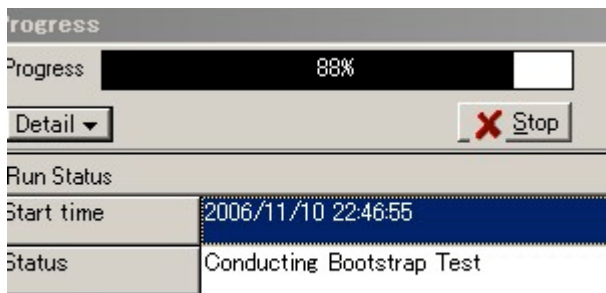 Progress
Progress 88%
Detail Stop
Run Status
Start time 2006/11/10 22:46:55
Status Conducting Bootstrap Test